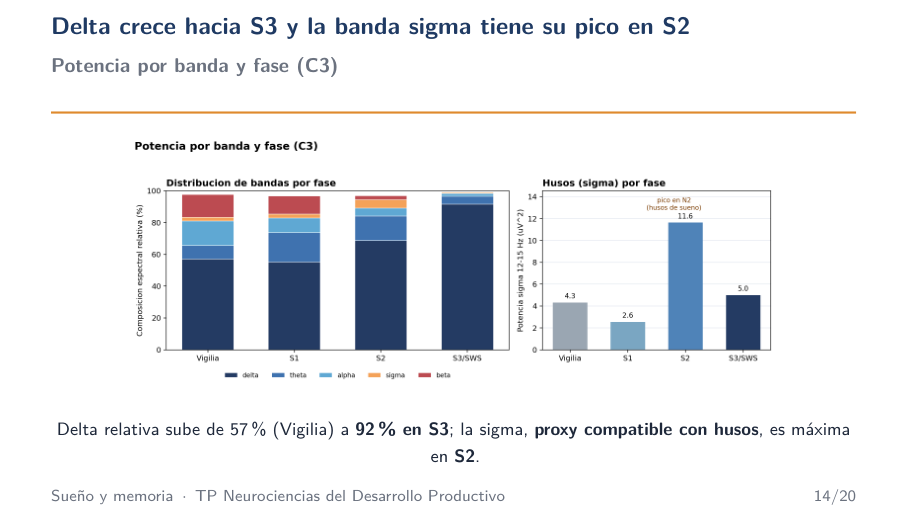 Delta crece hacia S3 y la banda sigma tiene su pico en S2
Potencia por banda y fase (C3)
Potencia por banda y fase (C3)
Distribucion de bandas por fase
Composicion espectral relativa (%)
100
80
60
40
20
0
Vigilia S1 S2 S3/SWS
delta theta alpha sigma beta
Husos (sigma) por fase
Potencia sigma 12-15 Hz (uV^2)
14
12
10
8
6
4
2
0
pico en N2
(husos de sueno)
4.3
2.6
11.6
5.0
Vigilia S1 S2 S3/SWS
Delta relativa sube de 57 % (Vigilia) a 92 % en S3; la sigma, proxy compatible con husos, es máxima
en S2.
Sueño y memoria · TP Neurociencias del Desarrollo Productivo 14/20